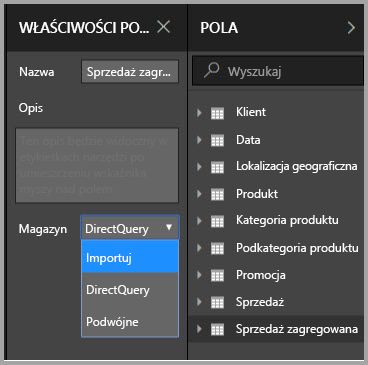 WŁAŚCIWOŚCI PO...
Nazwa
Sprzedaż zagr...
Opis
Ten opis będzie widoczny w
etykietkach narzędzi po
umieszczeniu wskaźnika
myszy nad polem.
Magazyn
DirectQuery
Importuj
DirectQuery
Podwójne
POLA
Wyszukaj
Klient
Data
Lokalizacja geograficzna
Produkt
Kategoria produktu
Podkategoria produktu
Promocja
Sprzedaż
Sprzedaż zagregowana